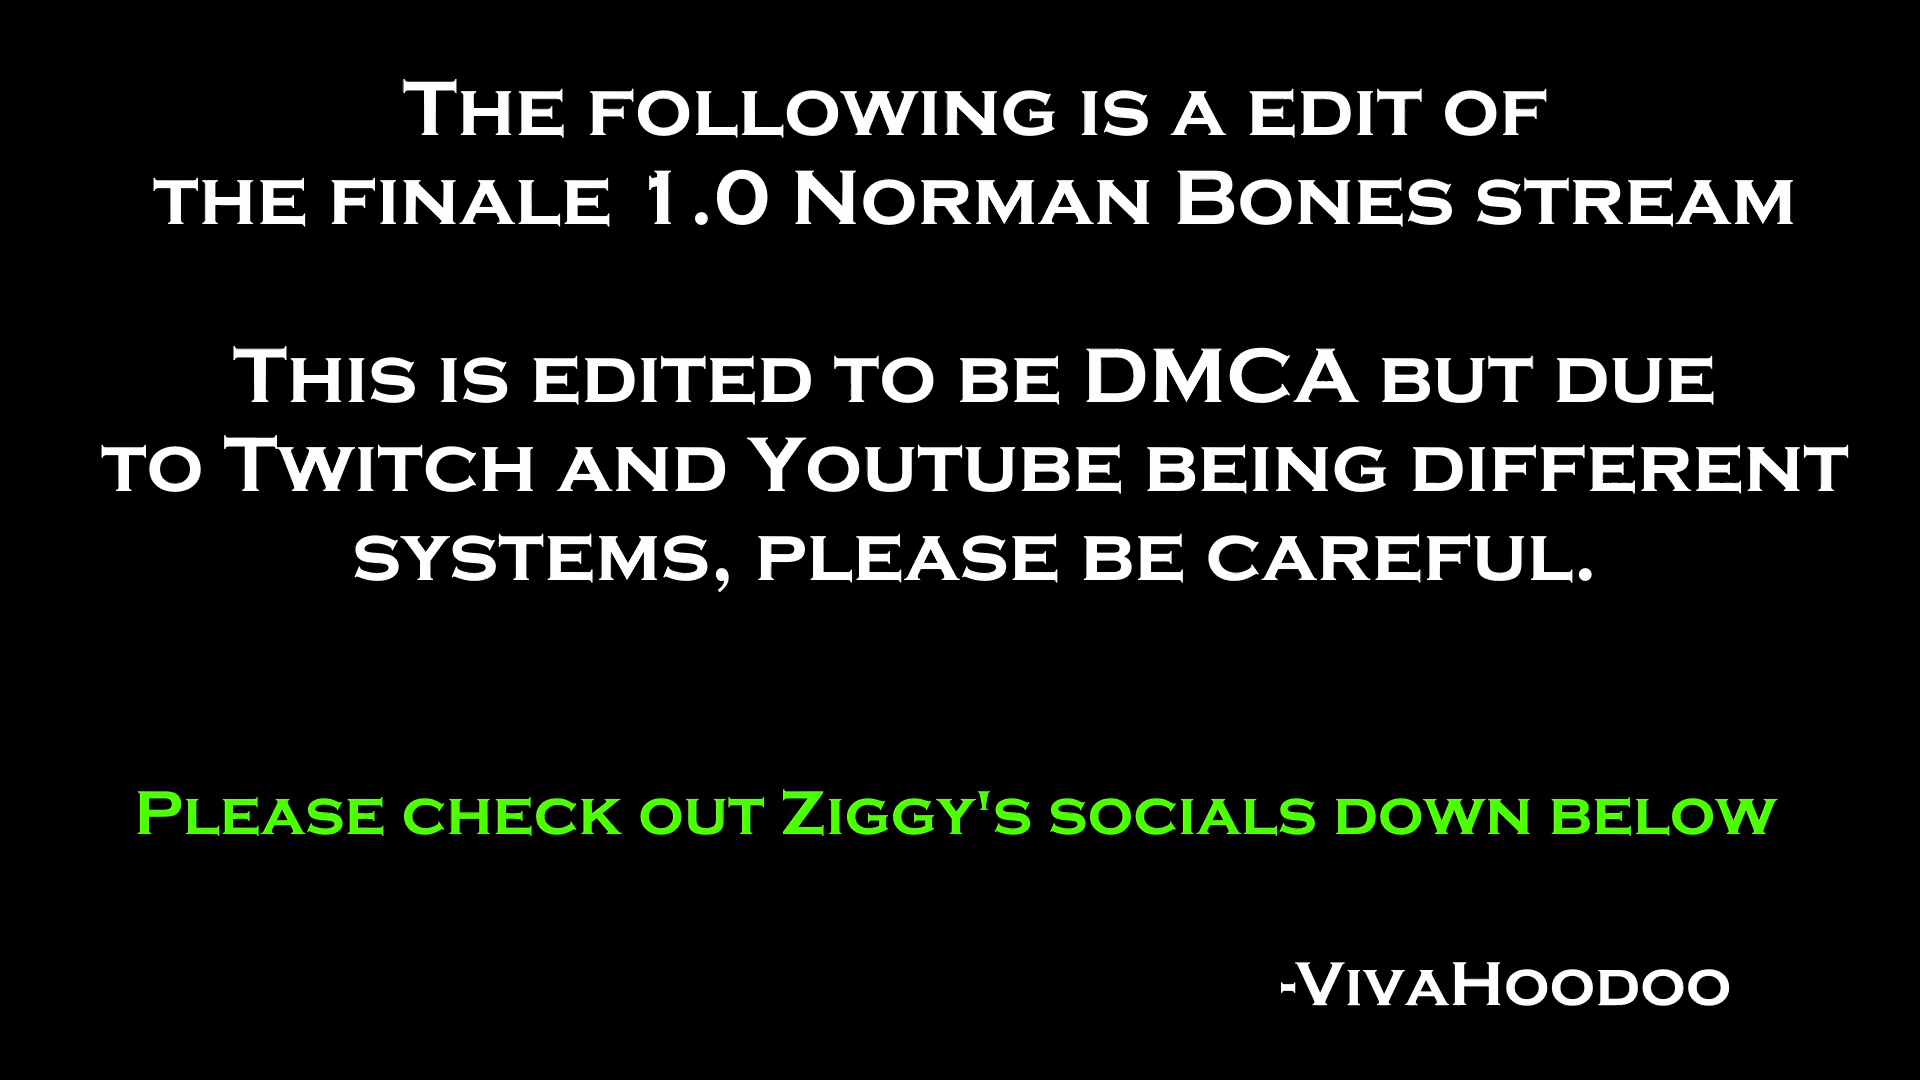 The following is a edit of
the finale 1.0 Norman Bones stream
This is edited to be DMCA but due
to Twitch and Youtube being different
systems, please be careful.
Please check out Ziggy's socials down below
-VivaHoodoo